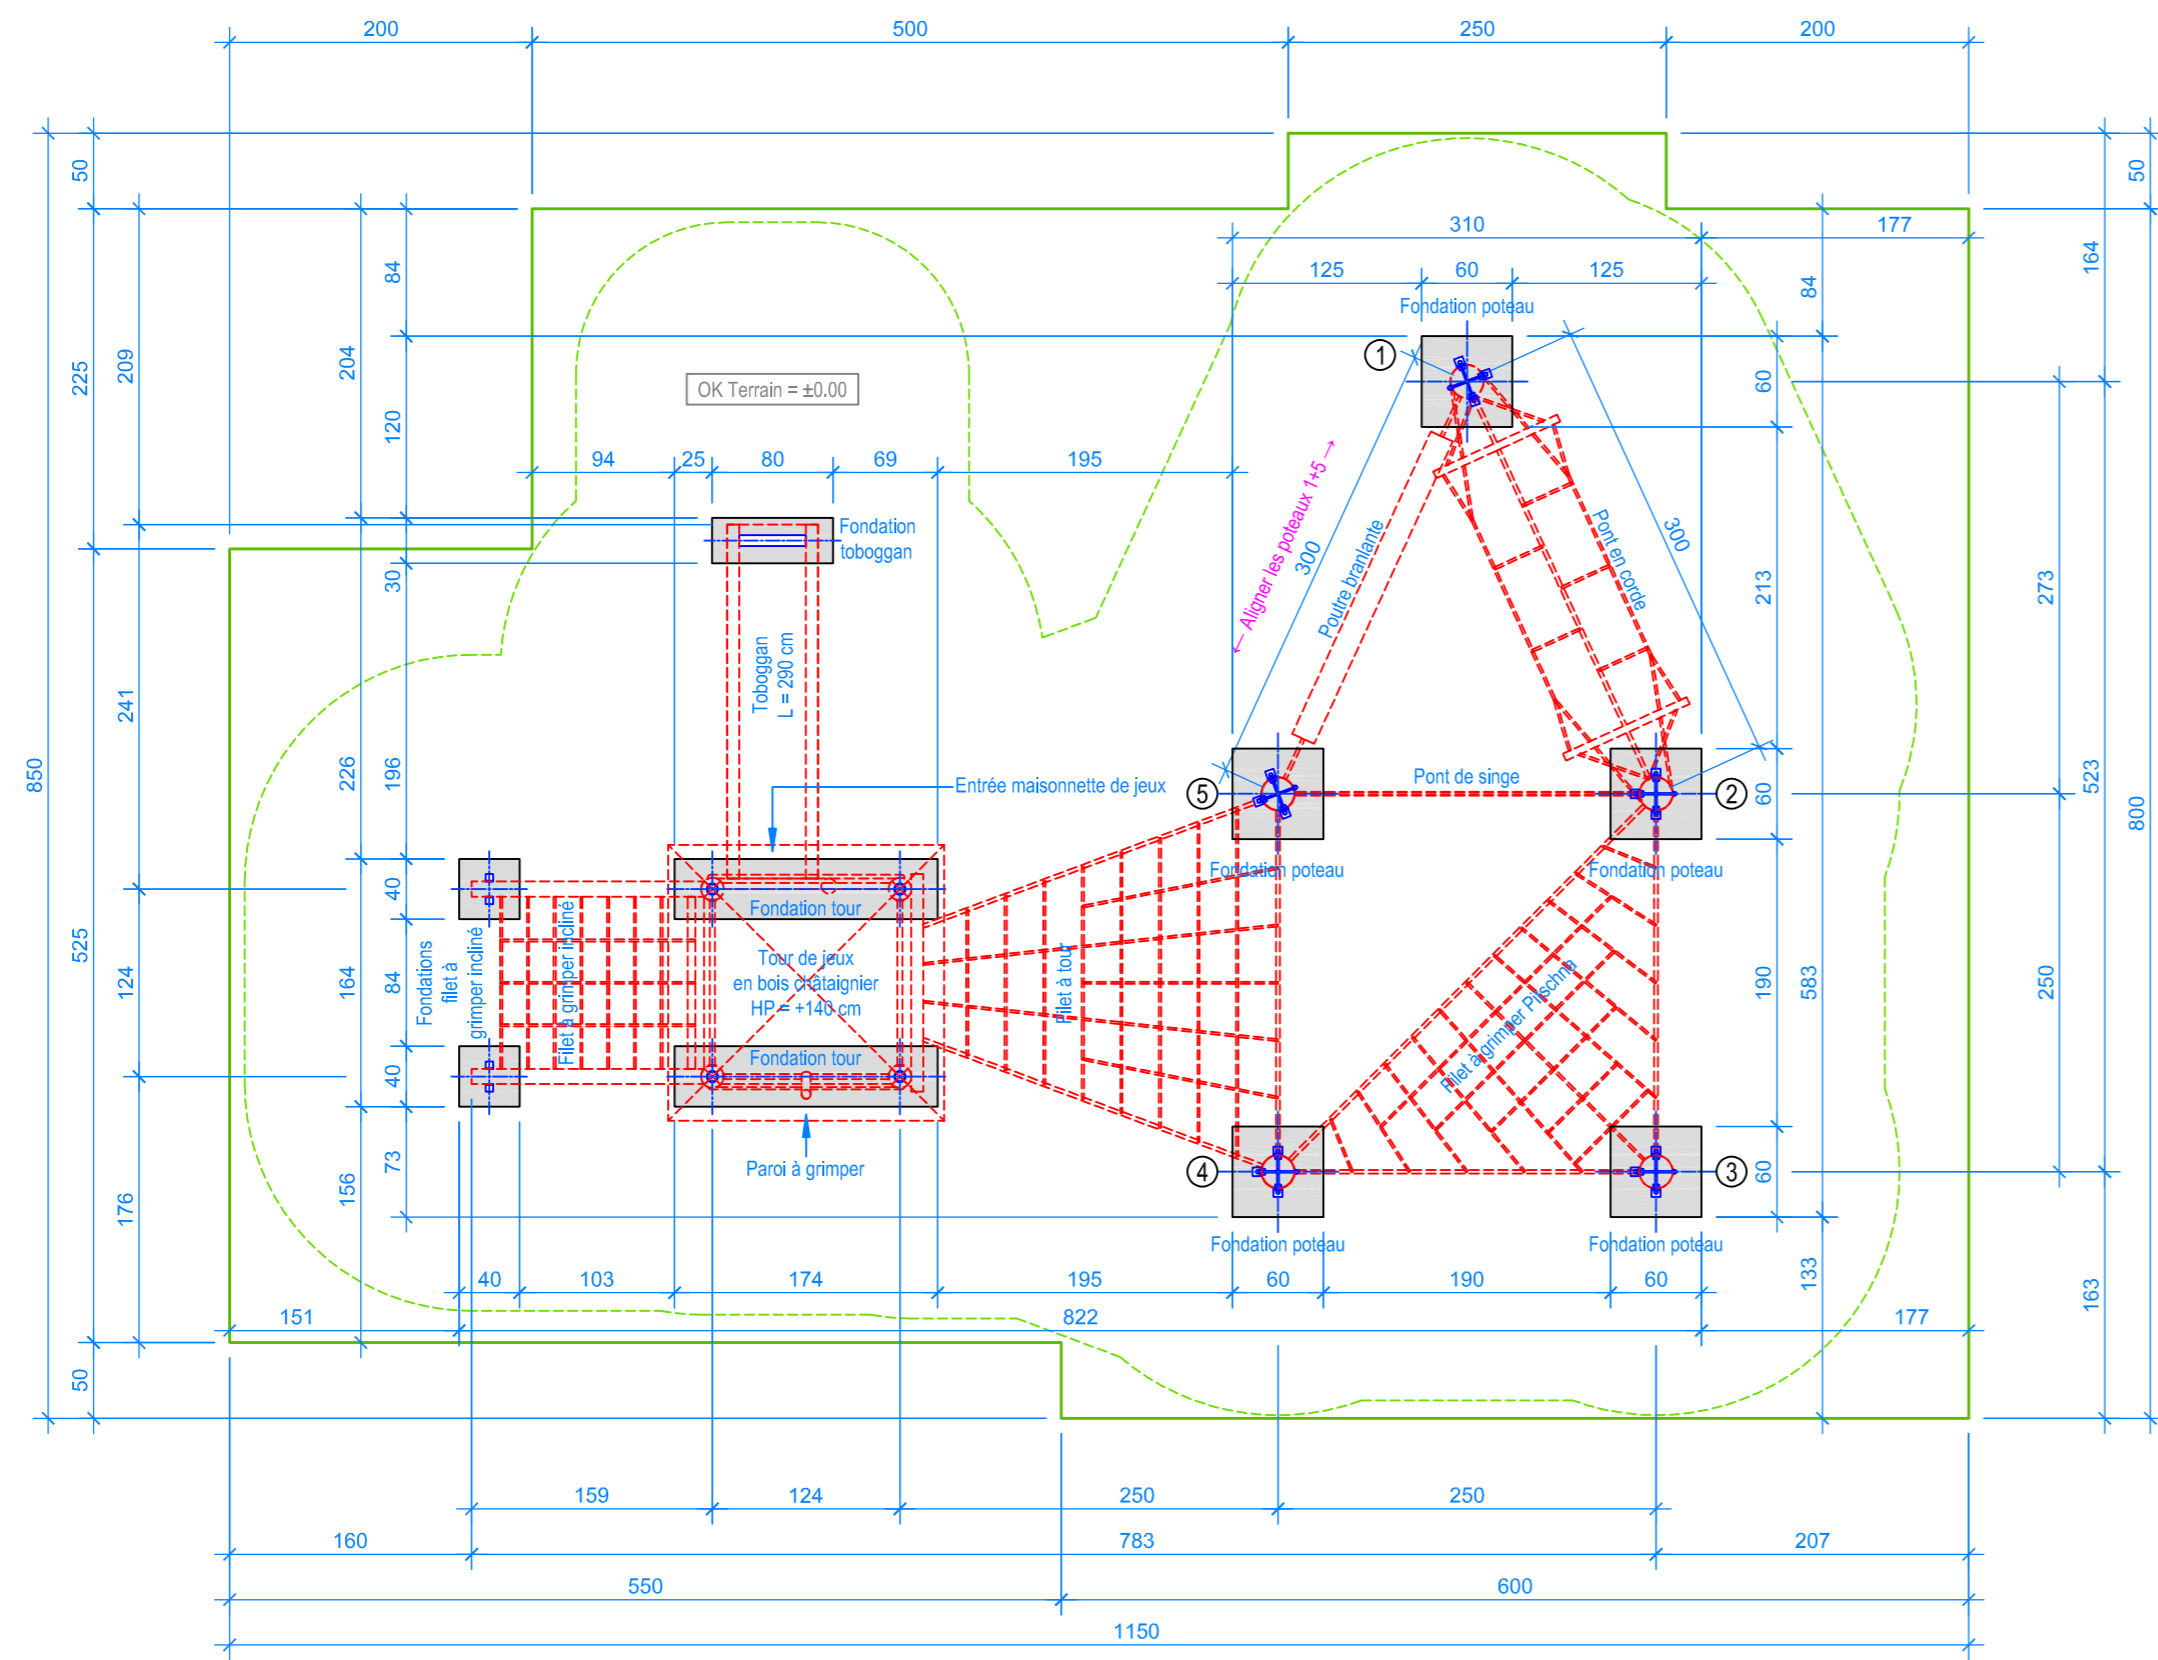 200
500
250
200
50
50
84
310
177
164
125
60
125
84
Fondation poteau
1
225
209
204
60
OK Terrain = ±0.00
120
94
25
80
69
195
← Aligner les poteaux 1+5 →
300
Poutre branlante
Pont en corde
300
Fondation
toboggan
30
213
273
Toboggan
L = 290 cm
241
850
226
196
Entrée maisonnette de jeux
Pont de singe
5
2
60
523
800
Fondation poteau
Fondation poteau
40
Fondation tour
525
124
164
84
Fondations
filet à
grimper incliné
Filet à grimper incliné
Tour de jeux
en bois châtaignier
HP = +140 cm
Filet à tour
Filet à grimper Pitschna
190
583
250
40
Fondation tour
73
156
176
Paroi à grimper
4
3
60
Fondation poteau
Fondation poteau
133
163
40
103
174
195
60
190
60
151
822
177
50
159
124
250
250
160
783
207
550
600
1150